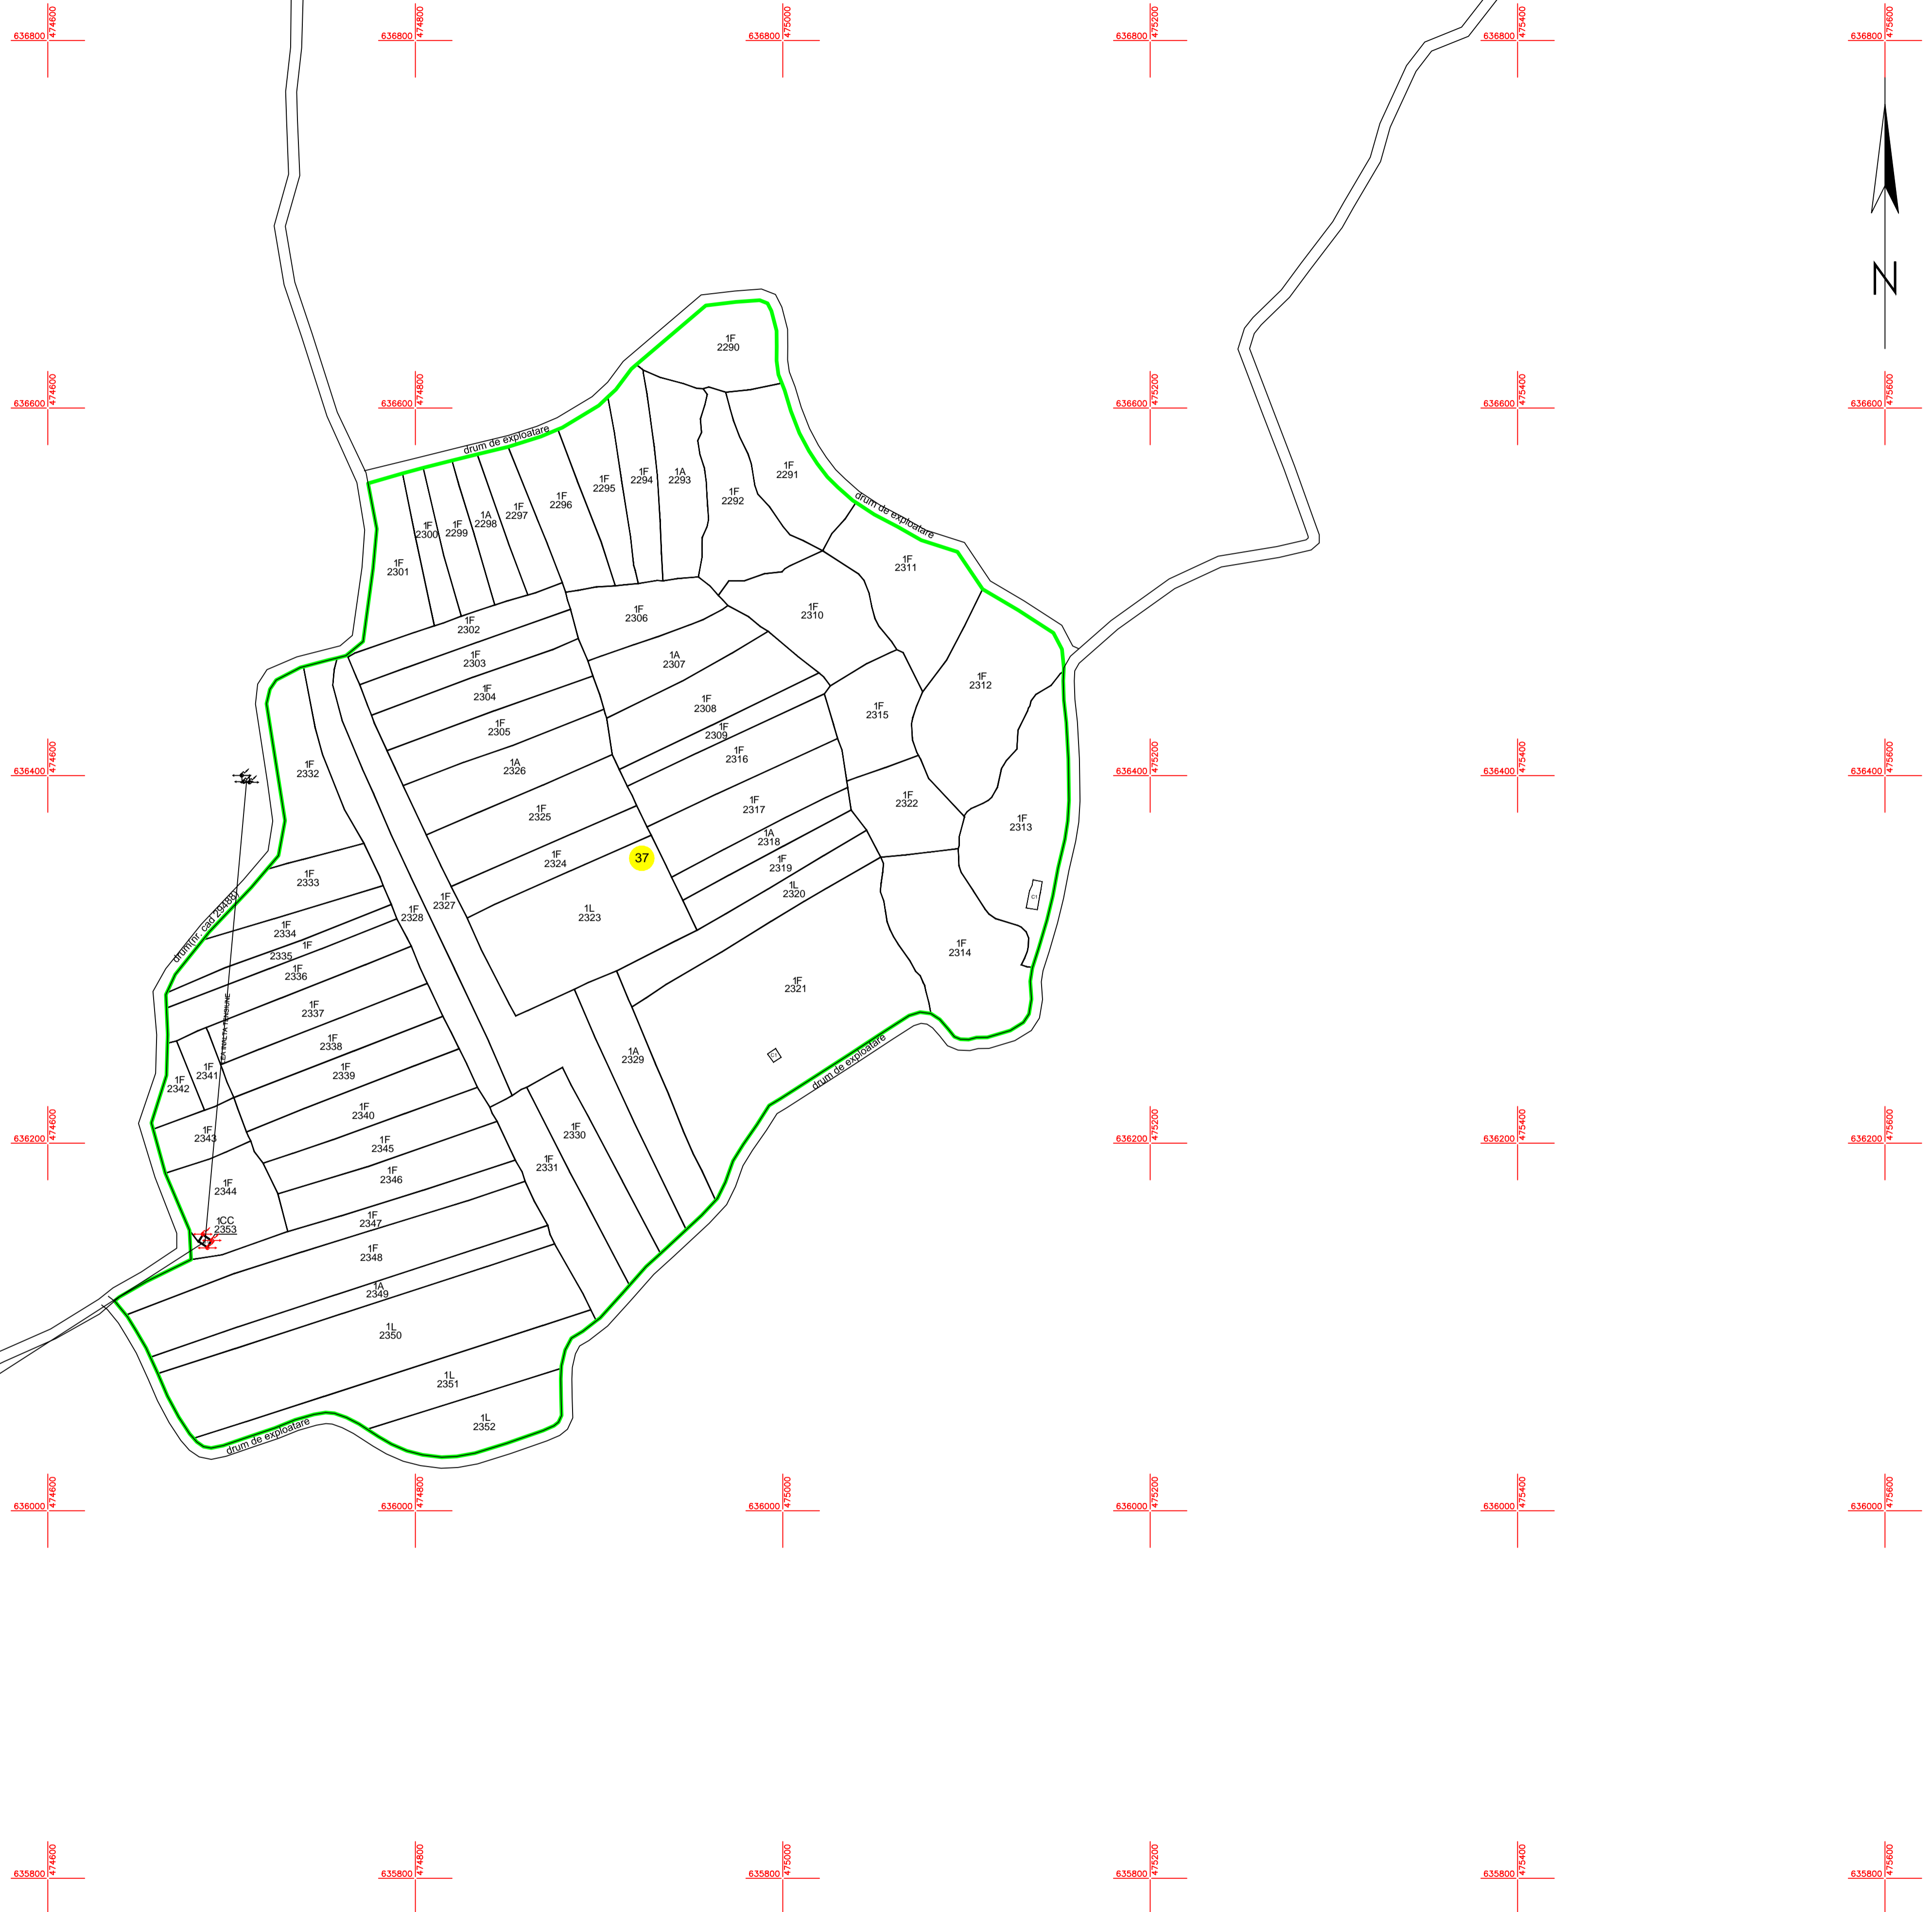 474600
474800
475000
475200
475400
475600
636800
636800
636800
636800
636800
636800
N
1F
2290
474600
474800
475200
475400
475600
636600
636600
636600
636600
636600
drum de exploatare
1F
2291
1F
2292
1A
2293
1F
2294
1F
2295
1F
2296
1F
2297
1A
2298
1F
2299
1F
2300
1F
2301
drum de exploatare
1F
2311
1F
2302
1F
2306
1F
2310
1F
2303
1A
2307
1F
2312
1F
2304
1F
2308
1F
2315
1F
2305
1F
2309
1F
2316
474600
475200
475400
475600
636400
636400
636400
636400
1F
2332
1A
2326
1F
2325
1F
2317
1F
2322
1F
2313
1F
2324
37
1A
2318
1F
2319
1L
2320
1F
2333
C1
1F
2327
1F
2328
1L
2323
drum(nr. cad 29488)
1F
2334
1F
2335
1F
2314
1F
2336
1F
2321
1F
2337
LEA INALTA TENSIUNE
1F
2338
1A
2329
C1
drum de exploatare
1F
2341
1F
2342
1F
2339
1F
2340
474600
475200
475400
475600
636200
636200
636200
636200
1F
2343
1F
2330
1F
2345
1F
2331
1F
2346
1F
2344
1CC
2353
1F
2347
1F
2348
1A
2349
1L
2350
1L
2351
1L
2352
drum de exploatare
474600
474800
475000
475200
475400
475600
636000
636000
636000
636000
636000
636000
474600
474800
475000
475200
475400
475600
635800
635800
635800
635800
635800
635800